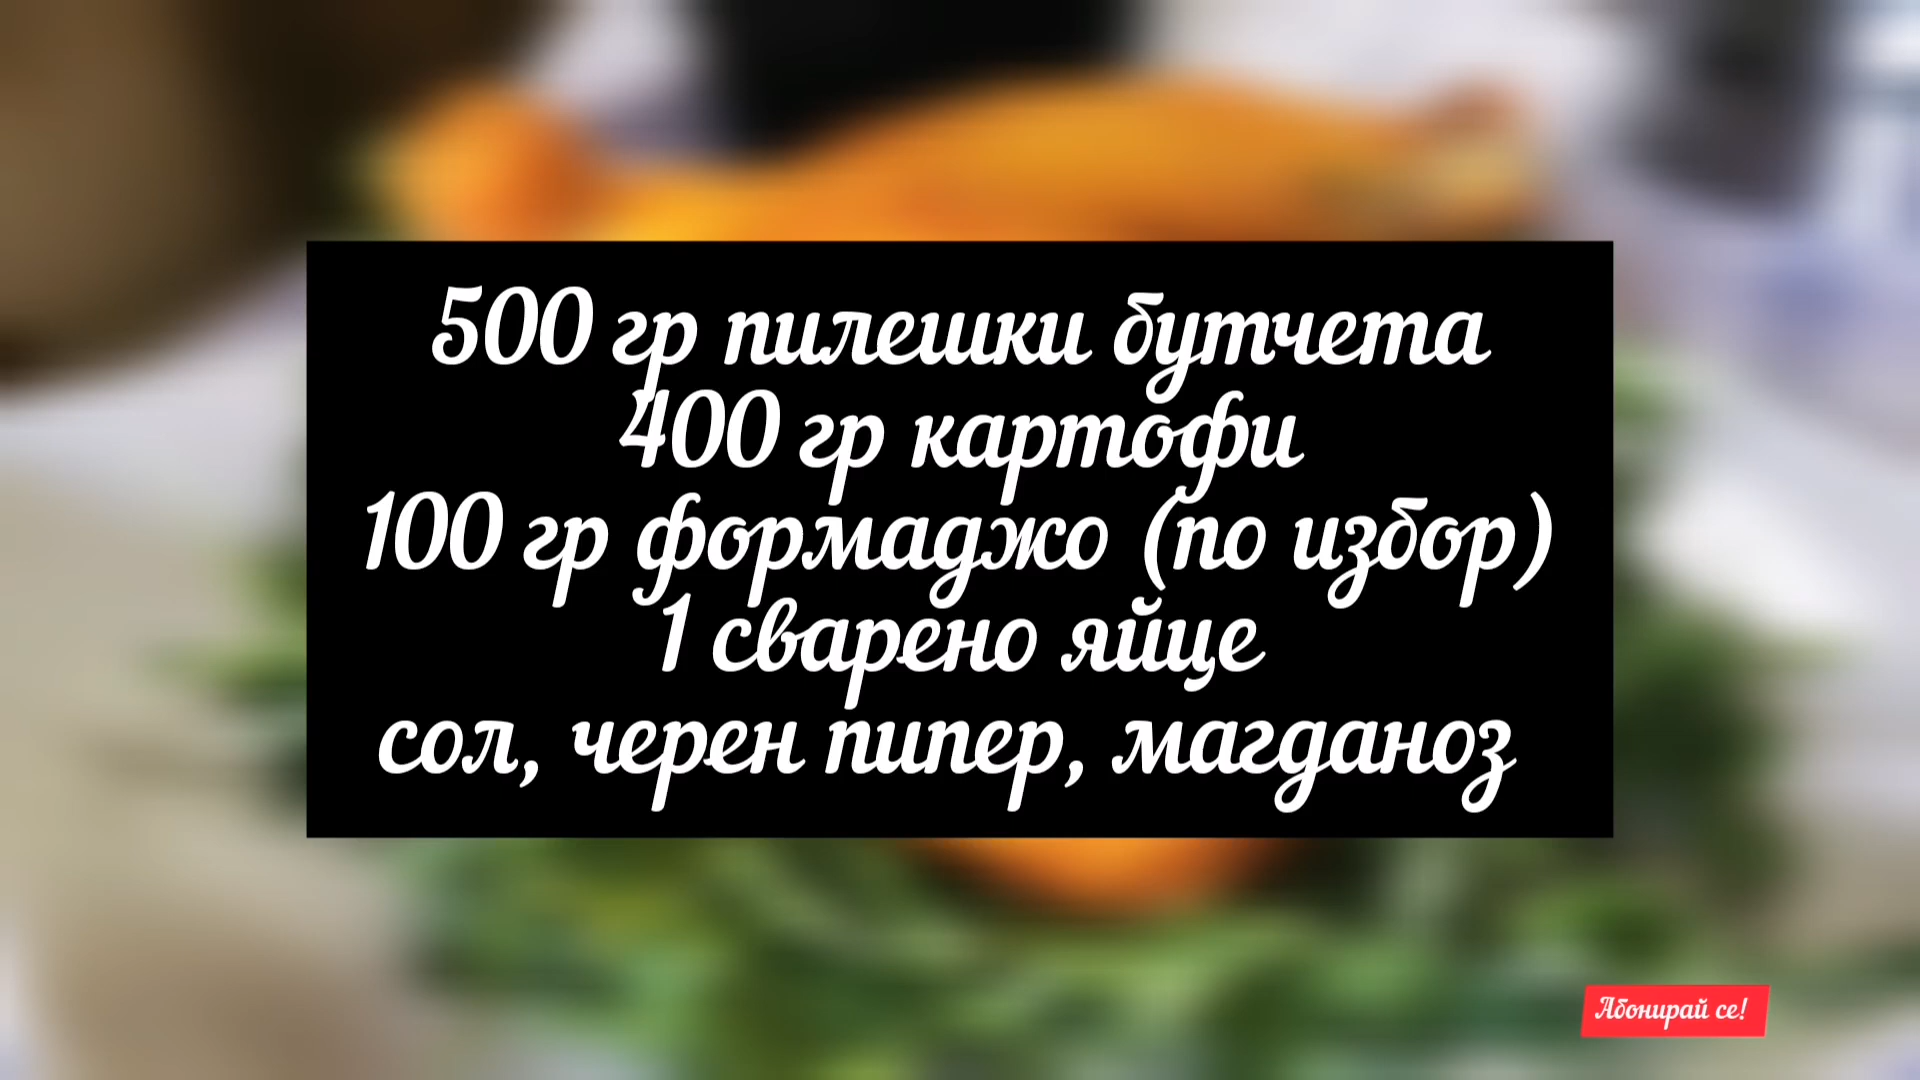 500 гр пилешки бутчета
400 гр картофи
100 гр формаджо (по избор)
1 сварено яйце
сол, черен пипер, магданоз
Абонирай се!